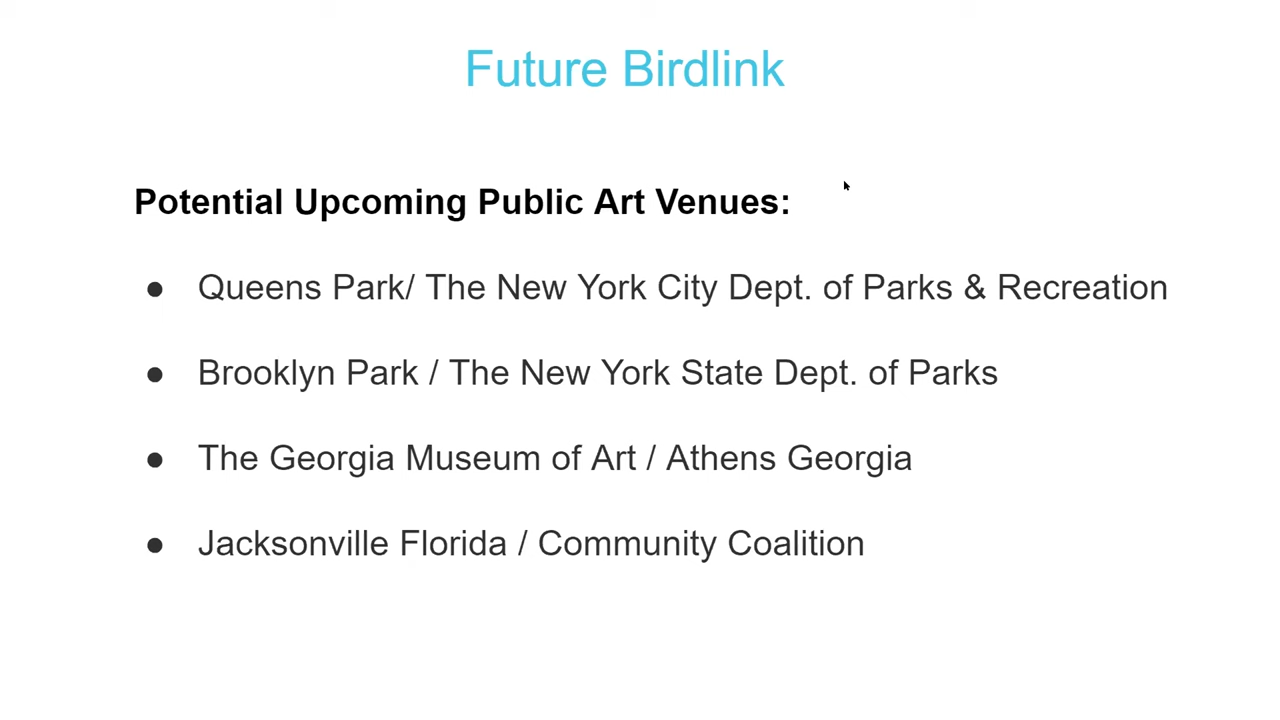 Future Birdlink
Potential Upcoming Public Art Venues:
● Queens Park/ The New York City Dept. of Parks & Recreation
● Brooklyn Park / The New York State Dept. of Parks
● The Georgia Museum of Art / Athens Georgia
● Jacksonville Florida / Community Coalition